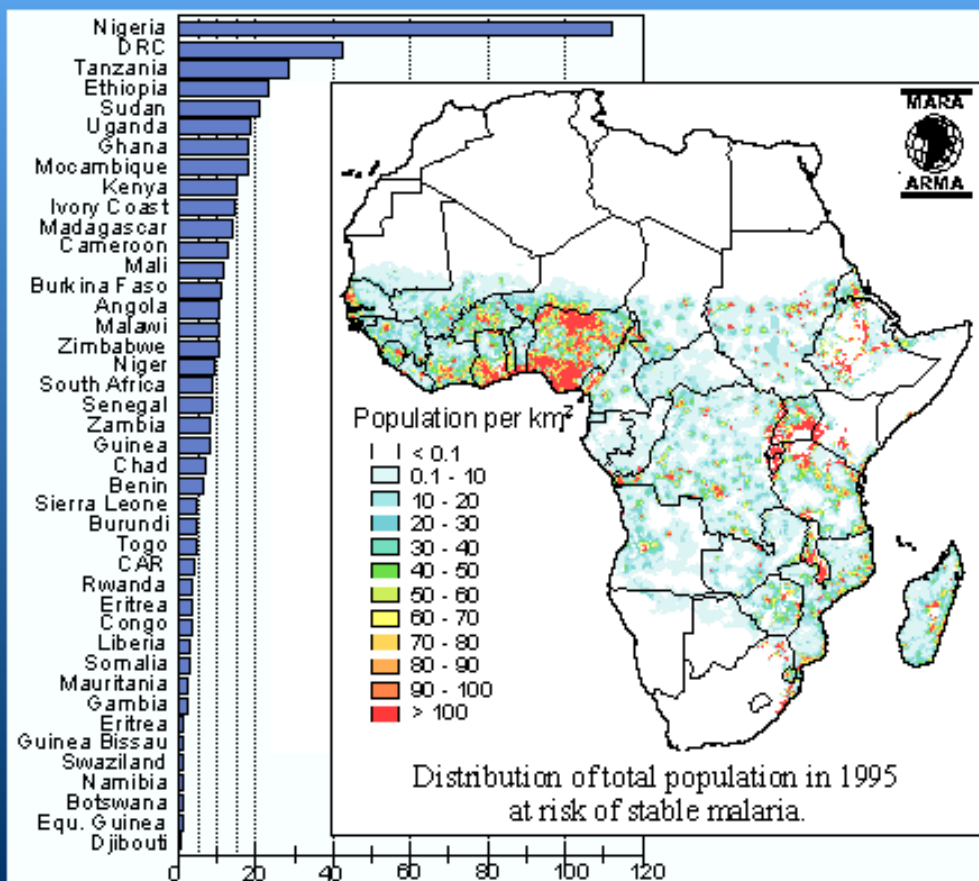 Nigeria
DRC
Tanzania
Ethiopia
Sudan
Uganda
Ghana
Mocambique
Kenya
Ivory Coast
Madagascar
Cameroon
Mali
Burkina Faso
Angola
Malawi
Zimbabwe
Niger
South Africa
Senegal
Zambia
Guinea
Chad
Benin
Sierra Leone
Burundi
Togo
CAR
Rwanda
Eritrea
Congo
Liberia
Somalia
Mauritania
Gambia
Eritrea
Guinea Bissau
Swaziland
Namibia
Botswana
Equ. Guinea
Djibouti
0 20 40 60 80 100 120
MARA
ARMA
Population per km²
< 0.1
0.1 - 10
10 - 20
20 - 30
30 - 40
40 - 50
50 - 60
60 - 70
70 - 80
80 - 90
90 - 100
> 100
Distribution of total population in 1995
at risk of stable malaria.